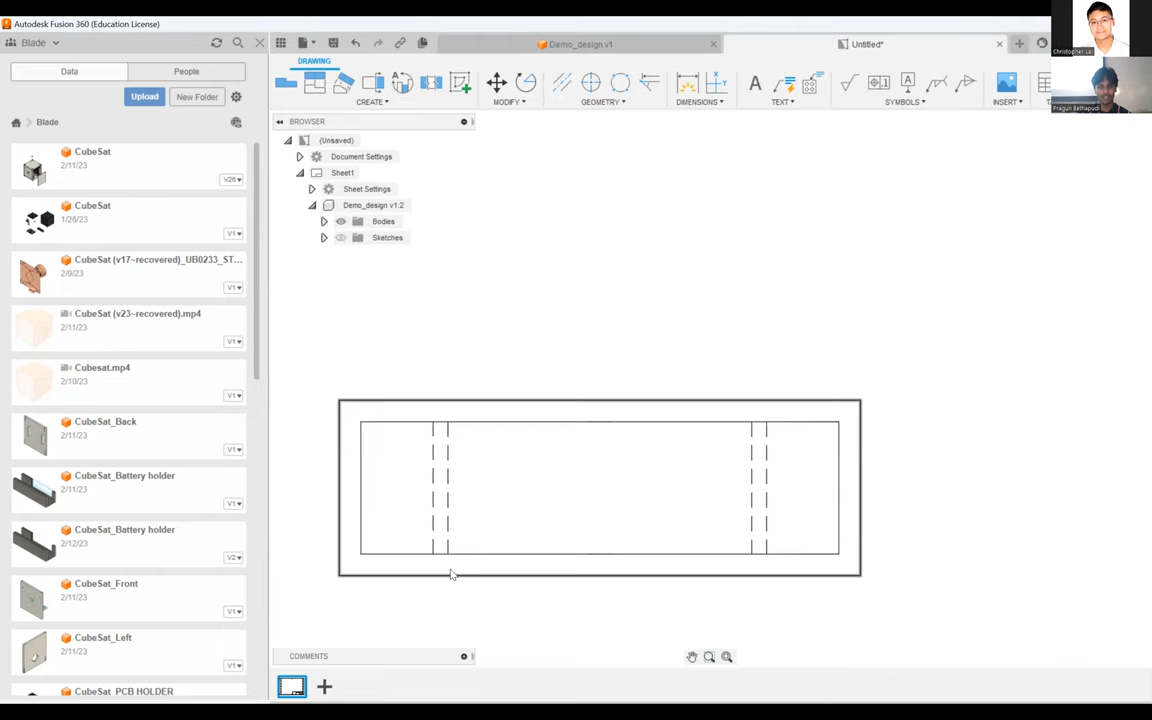 Autodesk Fusion 360 (Education License)
Blade
Demo_design v1
Untitled*
Christopher Lai
Pragun Bethapudi
Data
People
DRAWING
Upload
New Folder
CREATE
MODIFY
GEOMETRY
DIMENSIONS
TEXT
SYMBOLS
INSERT
Blade
BROWSER
(Unsaved)
Document Settings
Sheet1
Sheet Settings
Demo_design v1:2
Bodies
Sketches
CubeSat
2/11/23
V26
CubeSat
1/26/23
V1
CubeSat (v17~recovered)_UB0233_ST...
2/9/23
V1
CubeSat (v23~recovered).mp4
2/11/23
V1
Cubesat.mp4
2/10/23
V1
CubeSat_Back
2/11/23
V1
CubeSat_Battery holder
2/11/23
V1
CubeSat_Battery holder
2/12/23
V2
CubeSat_Front
2/11/23
V1
CubeSat_Left
2/11/23
V1
CubeSat_PCB HOLDER
COMMENTS